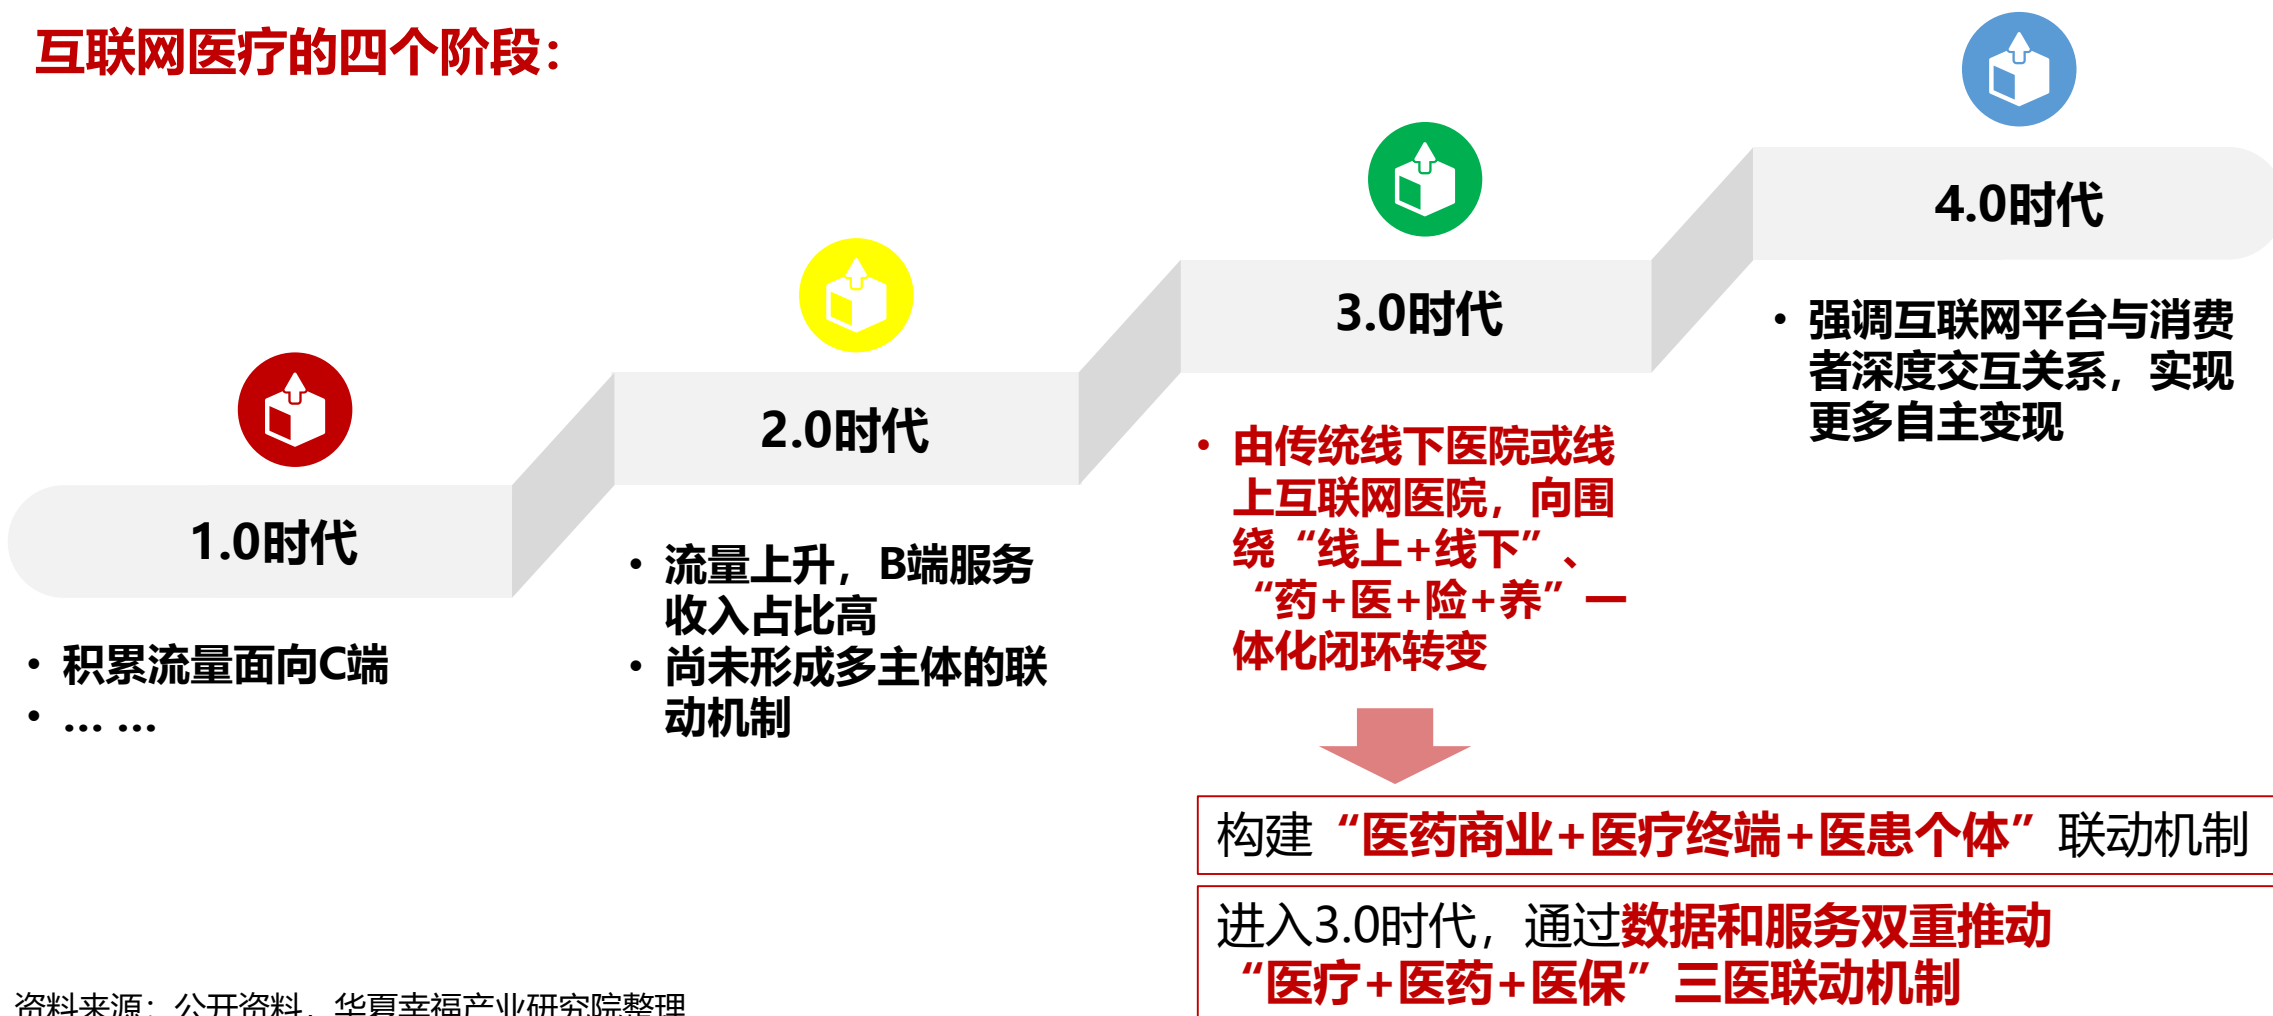 互联网医疗的四个阶段：
1.0时代
• 积累流量面向C端
• … …
2.0时代
• 流量上升，B端服务
收入占比高
• 尚未形成多主体的联
动机制
3.0时代
• 由传统线下医院或线
上互联网医院，向围
绕“线上+线下”、
“药+医+险+养”一
体化闭环转变
4.0时代
• 强调互联网平台与消费
者深度交互关系，实现
更多自主变现
构建“医药商业+医疗终端+医患个体”联动机制
进入3.0时代，通过数据和服务双重推动
“医疗+医药+医保”三医联动机制
资料来源：公开资料，华夏幸福产业研究院整理